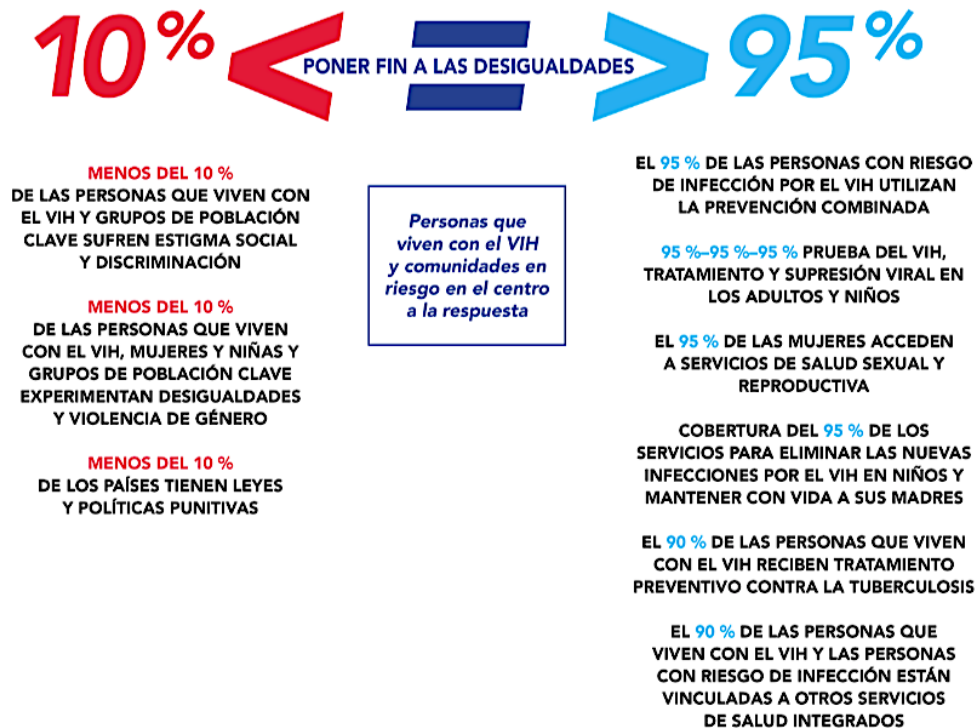 10% < = > 95%
PONER FIN A LAS DESIGUALDADES
MENOS DEL 10 %
DE LAS PERSONAS QUE VIVEN CON
EL VIH Y GRUPOS DE POBLACIÓN
CLAVE SUFREN ESTIGMA SOCIAL
Y DISCRIMINACIÓN
MENOS DEL 10 %
DE LAS PERSONAS QUE VIVEN
CON EL VIH, MUJERES Y NIÑAS Y
GRUPOS DE POBLACIÓN CLAVE
EXPERIMENTAN DESIGUALDADES
Y VIOLENCIA DE GÉNERO
MENOS DEL 10 %
DE LOS PAÍSES TIENEN LEYES
Y POLÍTICAS PUNITIVAS
Personas que
viven con el VIH
y comunidades en
riesgo en el centro
a la respuesta
EL 95 % DE LAS PERSONAS CON RIESGO
DE INFECCIÓN POR EL VIH UTILIZAN
LA PREVENCIÓN COMBINADA
95 %–95 %–95 % PRUEBA DEL VIH,
TRATAMIENTO Y SUPRESIÓN VIRAL EN
LOS ADULTOS Y NIÑOS
EL 95 % DE LAS MUJERES ACCEDEN
A SERVICIOS DE SALUD SEXUAL Y
REPRODUCTIVA
COBERTURA DEL 95 % DE LOS
SERVICIOS PARA ELIMINAR LAS NUEVAS
INFECCIONES POR EL VIH EN NIÑOS Y
MANTENER CON VIDA A SUS MADRES
EL 90 % DE LAS PERSONAS QUE VIVEN
CON EL VIH RECIBEN TRATAMIENTO
PREVENTIVO CONTRA LA TUBERCULOSIS
EL 90 % DE LAS PERSONAS QUE
VIVEN CON EL VIH Y LAS PERSONAS
CON RIESGO DE INFECCIÓN ESTÁN
VINCULADAS A OTROS SERVICIOS
DE SALUD INTEGRADOS